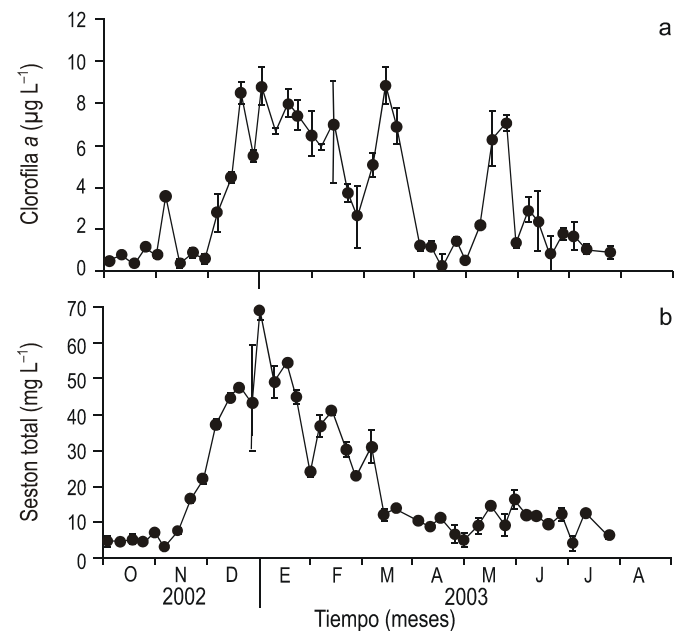 a
Clorofila a (µg L⁻¹)
12
10
8
6
4
2
0
b
Seston total (mg L⁻¹)
70
60
50
40
30
20
10
0
O N D E F M A M J J A
2002 2003
Tiempo (meses)